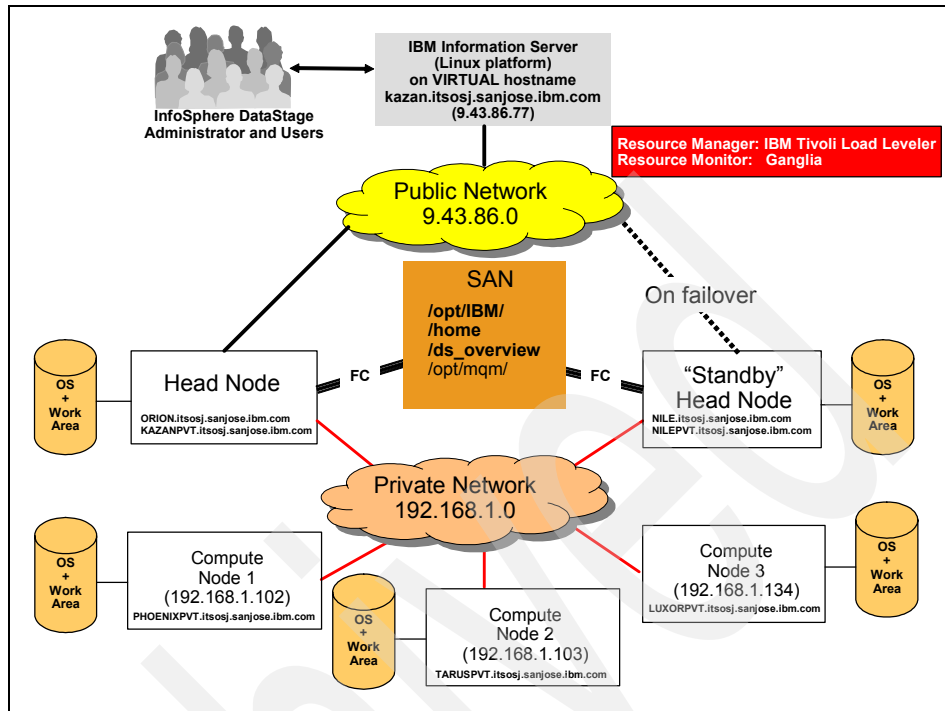 IBM Information Server
(Linux platform)
on VIRTUAL hostname
kazan.itsosj.sanjose.ibm.com
(9.43.86.77)
InfoSphere DataStage
Administrator and Users
Resource Manager: IBM Tivoli Load Leveler
Resource Monitor: Ganglia
Public Network
9.43.86.0
SAN
/opt/IBM/
/home
/ds_overview
/opt/mqm/
On failover
OS
+
Work
Area
Head Node
ORION.itsosj.sanjose.ibm.com
KAZANPVT.itsosj.sanjose.ibm.com
FC
FC
“Standby”
Head Node
NILE.itsosj.sanjose.ibm.com
NILEPVT.itsosj.sanjose.ibm.com
OS
+
Work
Area
Private Network
192.168.1.0
OS
+
Work
Area
Compute
Node 1
(192.168.1.102)
PHOENIXPVT.itsosj.sanjose.ibm.com
OS
+
Work
Area
Compute
Node 2
(192.168.1.103)
TARUSPVT.itsosj.sanjose.ibm.com
Compute
Node 3
(192.168.1.134)
LUXORPVT.itsosj.sanjose.ibm.com
OS
+
Work
Area